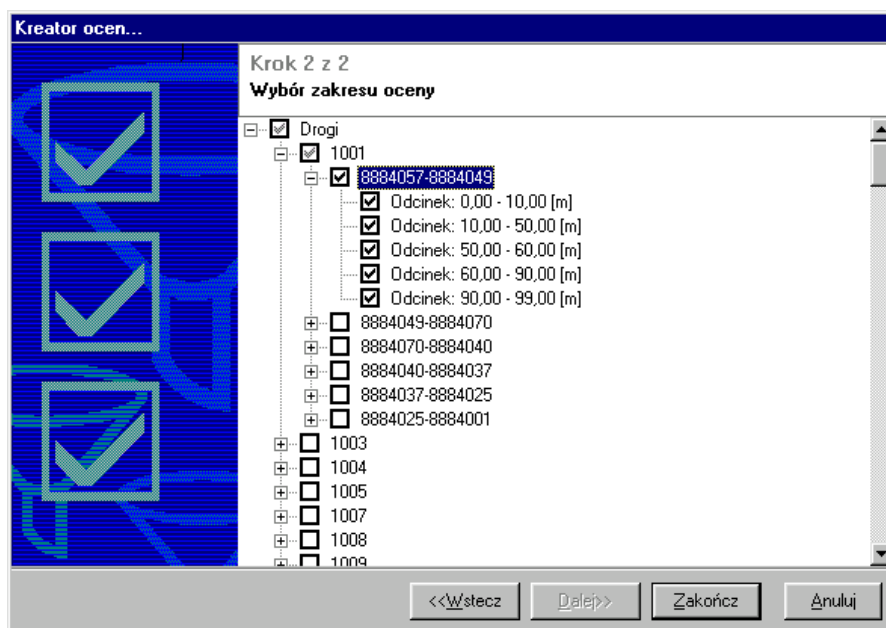 Kreator ocen...
Krok 2 z 2
Wybór zakresu oceny
Drogi
1001
8884057-8884049
Odcinek: 0,00 - 10,00 [m]
Odcinek: 10,00 - 50,00 [m]
Odcinek: 50,00 - 60,00 [m]
Odcinek: 60,00 - 90,00 [m]
Odcinek: 90,00 - 99,00 [m]
8884049-8884070
8884070-8884040
8884040-8884037
8884037-8884025
8884025-8884001
1003
1004
1005
1007
1008
1009
<<Wstecz Dalej>> Zakończ Anuluj